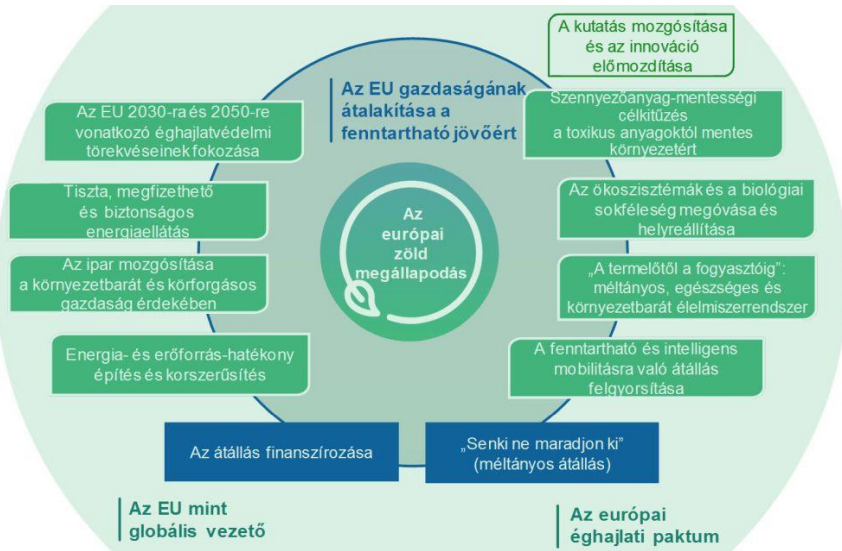 A kutatás mozgósítása
és az innováció
előmozdítása
Az EU gazdaságának
átalakítása a
fenntartható jövőért
Az EU 2030-ra és 2050-re
vonatkozó éghajlatvédelmi
törekvéseinek fokozása
Szennyezőanyag-mentességi
célkitűzés
a toxikus anyagoktól mentes
környezetért
Tiszta, megfizethető
és biztonságos
energiaellátás
Az ökoszisztémák és a biológiai
sokféleség megóvása és
helyreállítása
Az
európai
zöld
megállapodás
Az ipar mozgósítása
a környezetbarát és körforgásos
gazdaság érdekében
„A termelőtől a fogyasztóig”:
méltányos, egészséges és
környezetbarát élelmiszerrendszer
Energia- és erőforrás-hatékony
építés és korszerűsítés
A fenntartható és intelligens
mobilitásra való átállás
felgyorsítása
Az átállás finanszírozása
„Senki ne maradjon ki”
(méltányos átállás)
Az EU mint
globális vezető
Az európai
éghajlati paktum